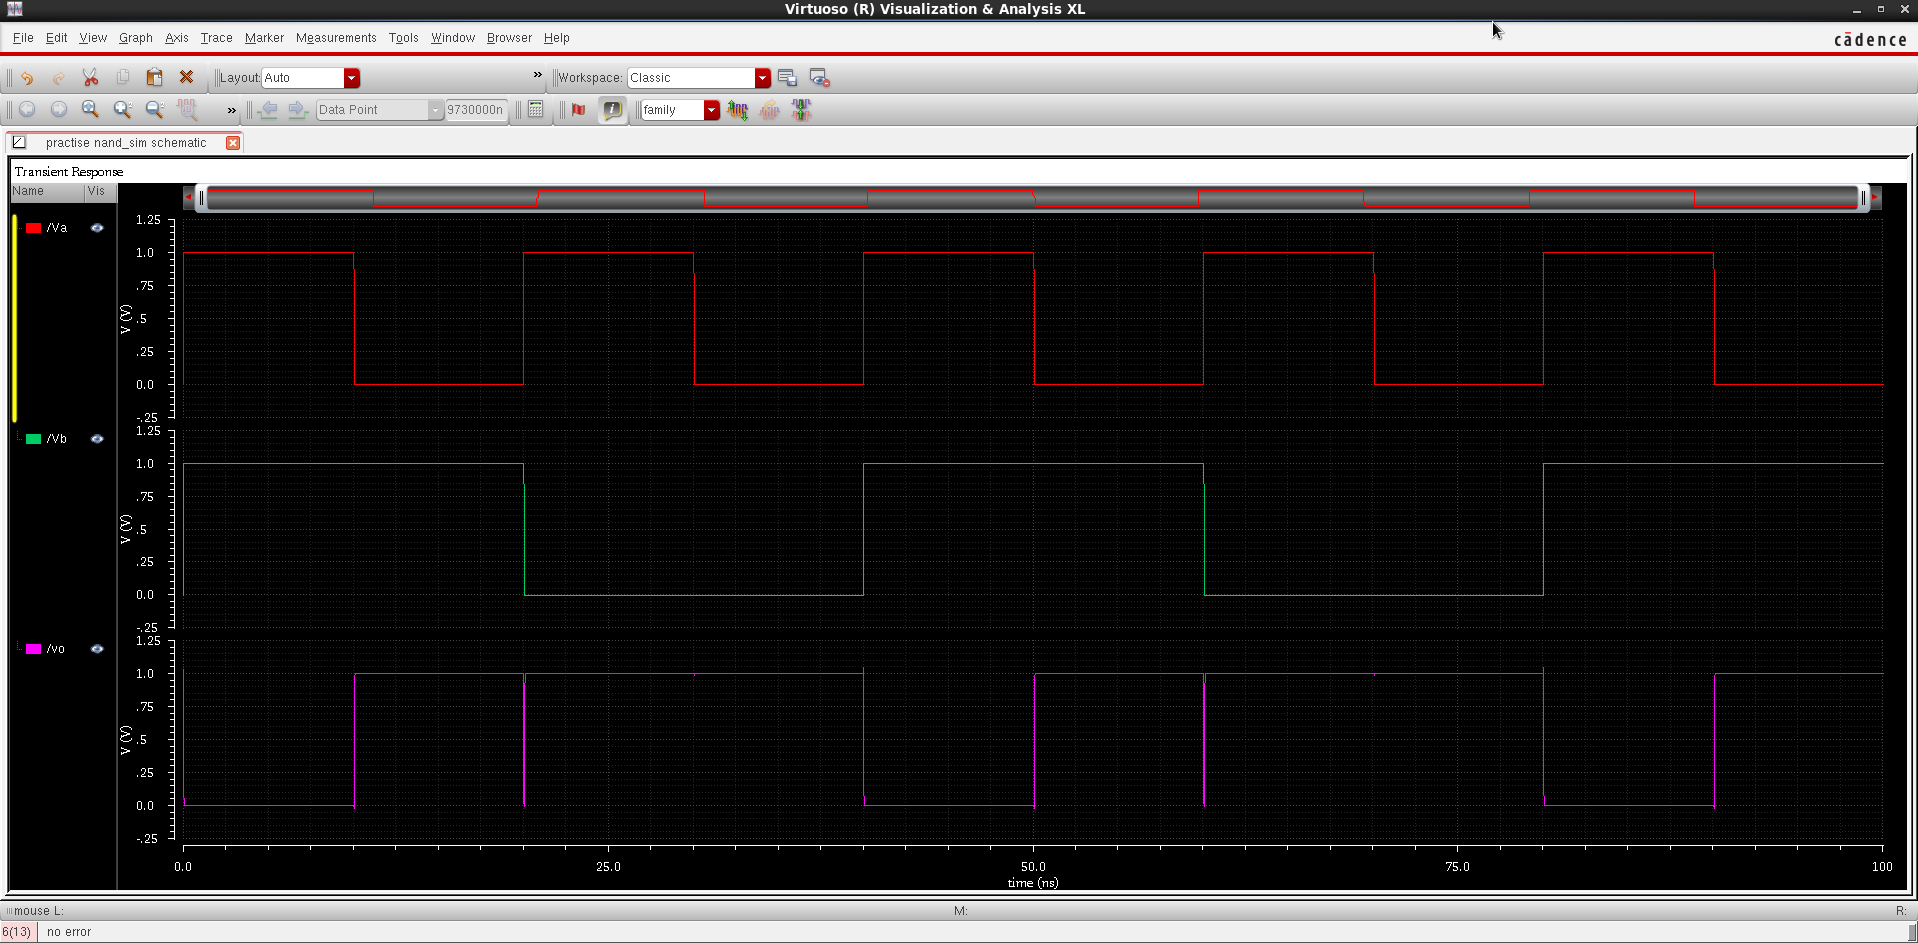 Virtuoso (R) Visualization & Analysis XL
File Edit View Graph Axis Trace Marker Measurements Tools Window Browser Help
cādence
Layout: Auto » Workspace: Classic
» Data Point 9730000n family
practise nand_sim schematic
Transient Response
Name Vis
/Va
1.25
1.0
.75
.5
.25
0.0
-.25
V (V)
/Vb
1.25
1.0
.75
.5
.25
0.0
-.25
V (V)
/vo
1.25
1.0
.75
.5
.25
0.0
-.25
V (V)
0.0 25.0 50.0 75.0 100
time (ns)
mouse L: M: R:
6(13) no error